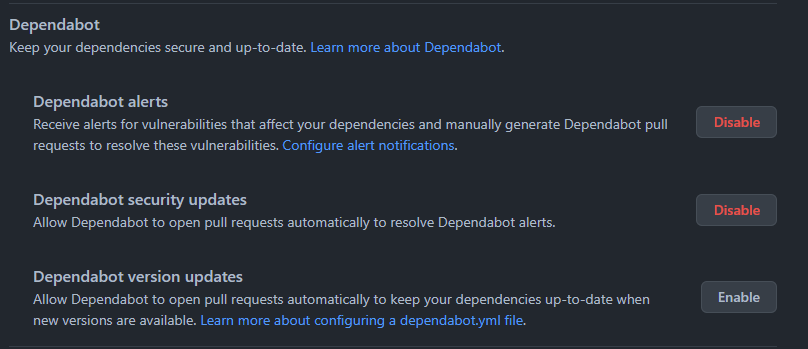 Dependabot
Keep your dependencies secure and up-to-date. Learn more about Dependabot.
Dependabot alerts
Receive alerts for vulnerabilities that affect your dependencies and manually generate Dependabot pull
requests to resolve these vulnerabilities. Configure alert notifications.
Disable
Dependabot security updates
Allow Dependabot to open pull requests automatically to resolve Dependabot alerts.
Disable
Dependabot version updates
Allow Dependabot to open pull requests automatically to keep your dependencies up-to-date when
new versions are available. Learn more about configuring a dependabot.yml file.
Enable